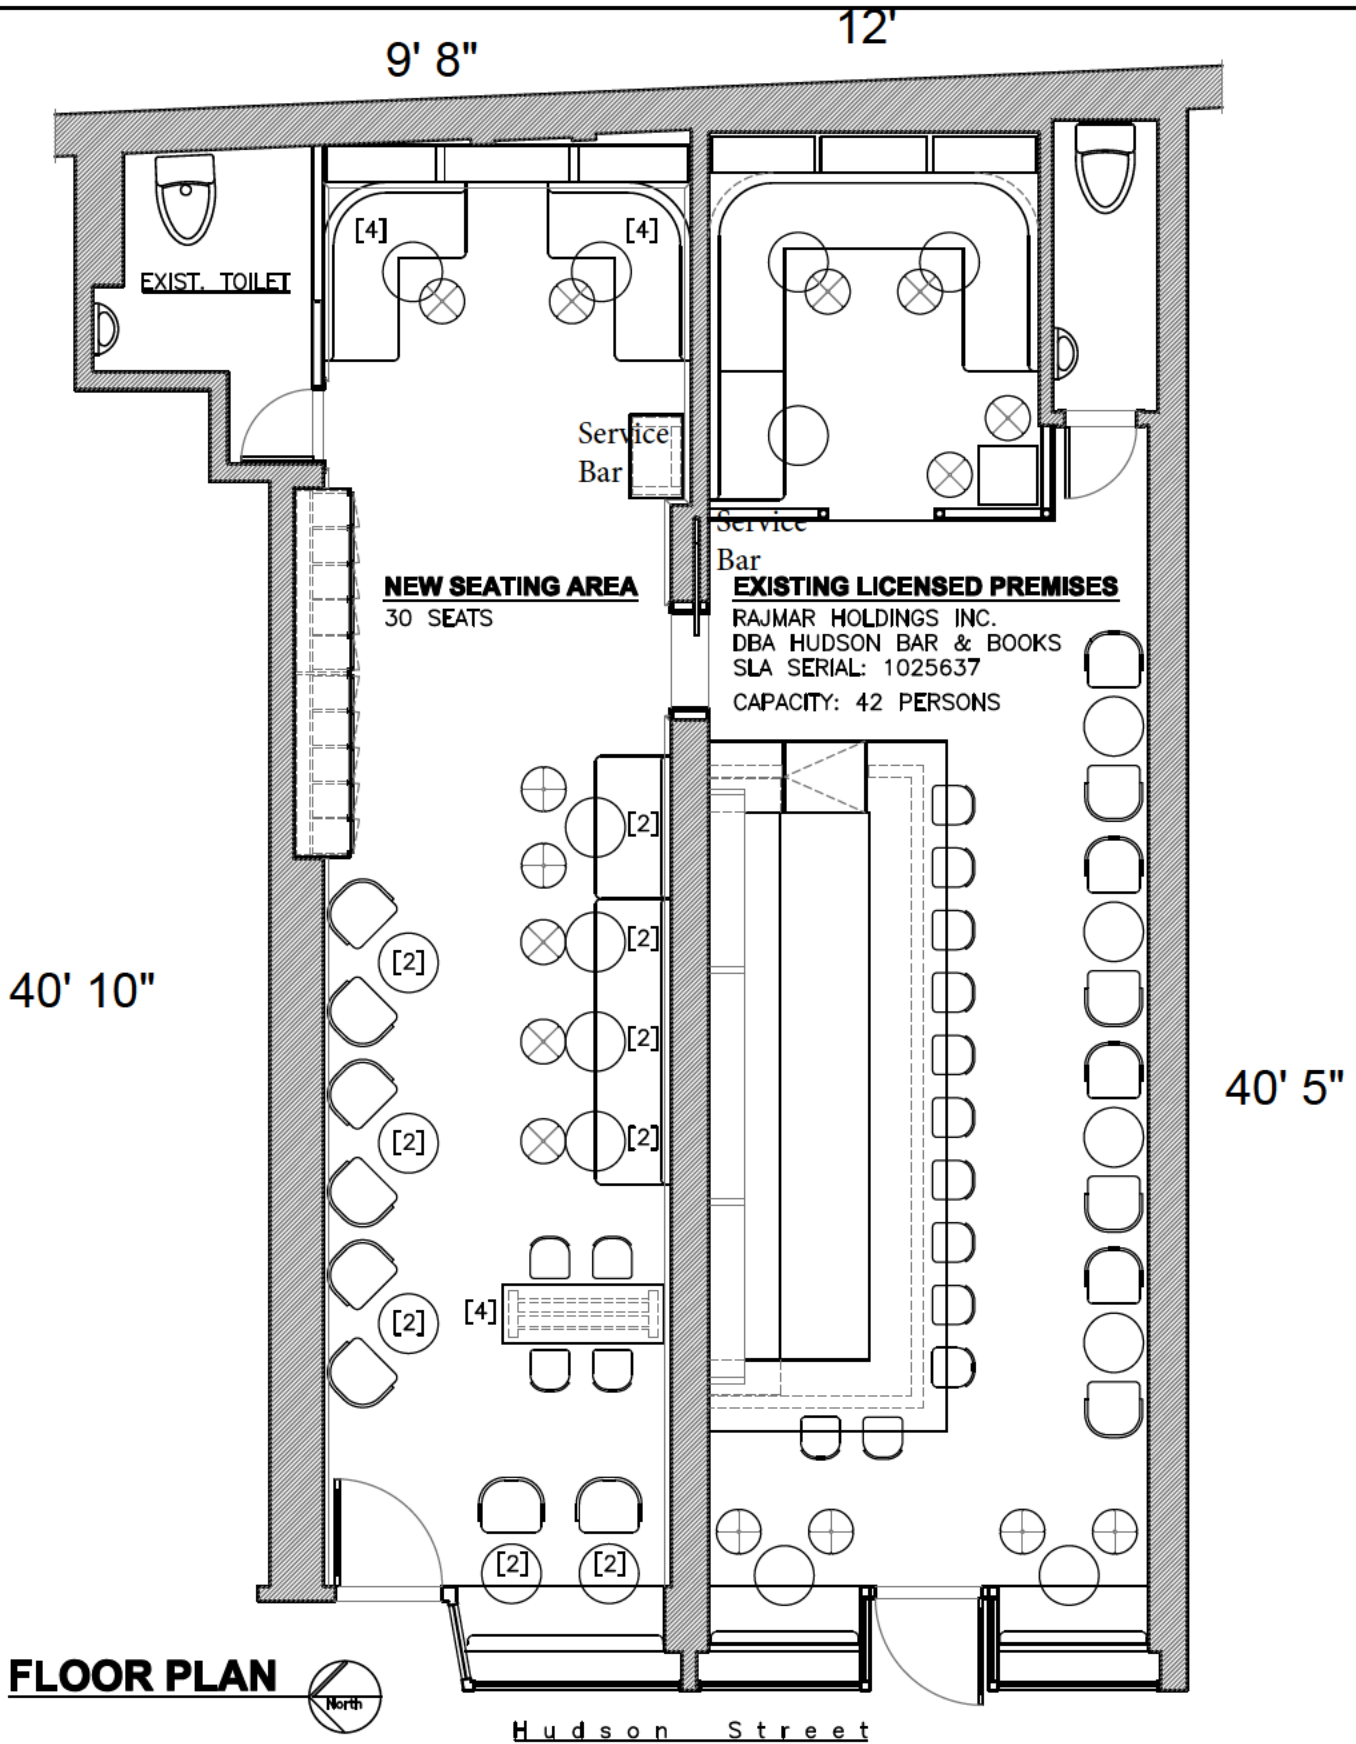 12'
9' 8"
[4]
[4]
EXIST. TOILET
Service
Bar
Service
Bar
NEW SEATING AREA
30 SEATS
EXISTING LICENSED PREMISES
RAJMAR HOLDINGS INC.
DBA HUDSON BAR & BOOKS
SLA SERIAL: 1025637
CAPACITY: 42 PERSONS
[2]
[2]
[2]
40' 10"
[2]
40' 5"
[2]
[2]
[4]
[2]
[2]
[2]
FLOOR PLAN
North
Hudson Street